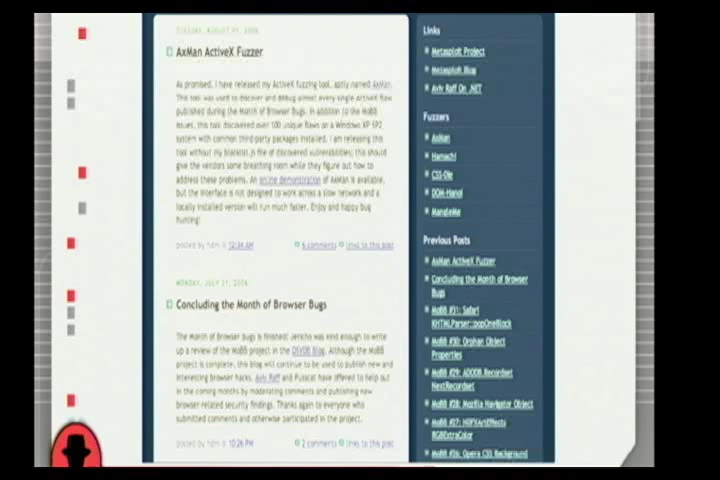 TUESDAY, AUGUST 01, 2006
AxMan ActiveX Fuzzer
As promised, I have released my ActiveX fuzzing tool, aptly named AxMan.
This tool was used to discover and debug almost every single ActiveX flaw
published during the Month of Browser Bugs. In addition to the MoBB
issues, this tool discovered over 100 unique flaws on a Windows XP SP2
system with common third-party packages installed. I am releasing this
tool without my blacklist.js file of discovered vulnerabilities; this should
give the vendors some breathing room while they figure out how to
address these problems. An online demonstration of AxMan is available,
but the interface is not designed to work across a slow network and a
locally installed version will run much faster. Enjoy and happy bug
hunting!
posted by hdm @ 12:34 AM 6 comments links to this post
MONDAY, JULY 31, 2006
Concluding the Month of Browser Bugs
The Month of Browser Bugs is finished! Jericho was kind enough to write
up a review of the MoBB project in the OSVDB Blog. Although the MoBB
project is complete, this blog will continue to be used to publish new and
interesting browser hacks. Aviv Raff and Pusscat have offered to help out
in the coming months by moderating comments and publishing new
browser related security findings. Thanks again to everyone who
submitted comments and otherwise participated in the project.
posted by hdm @ 10:26 PM 2 comments links to this post
Links
Metasploit Project
Metasploit Blog
Aviv Raff On .NET
Fuzzers
AxMan
Hamachi
CSS-Die
DOM-Hanoi
MangleMe
Previous Posts
AxMan ActiveX Fuzzer
Concluding the Month of Browser
Bugs
MoBB #31: Safari
KHTMLParser::popOneBlock
MoBB #30: Orphan Object
Properties
MoBB #29: ADODB.Recordset
NextRecordset
MoBB #28: Mozilla Navigator Object
MoBB #27: NDFXArtEffects
RGBExtraColor
MoBB #26: Opera CSS Background